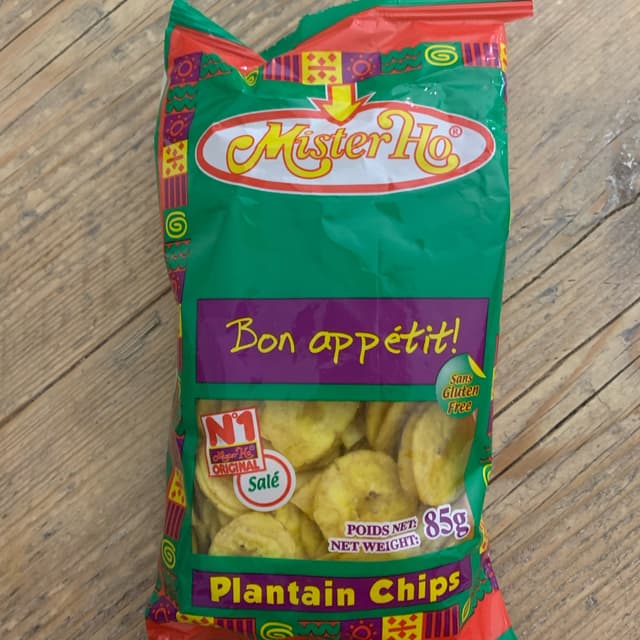 Mister Ho®
Bon appétit!
Sans
Gluten
Free
N°1
Mister Ho
ORIGINAL
Salé
POIDS NET:
NET WEIGHT: 85g
Plantain Chips